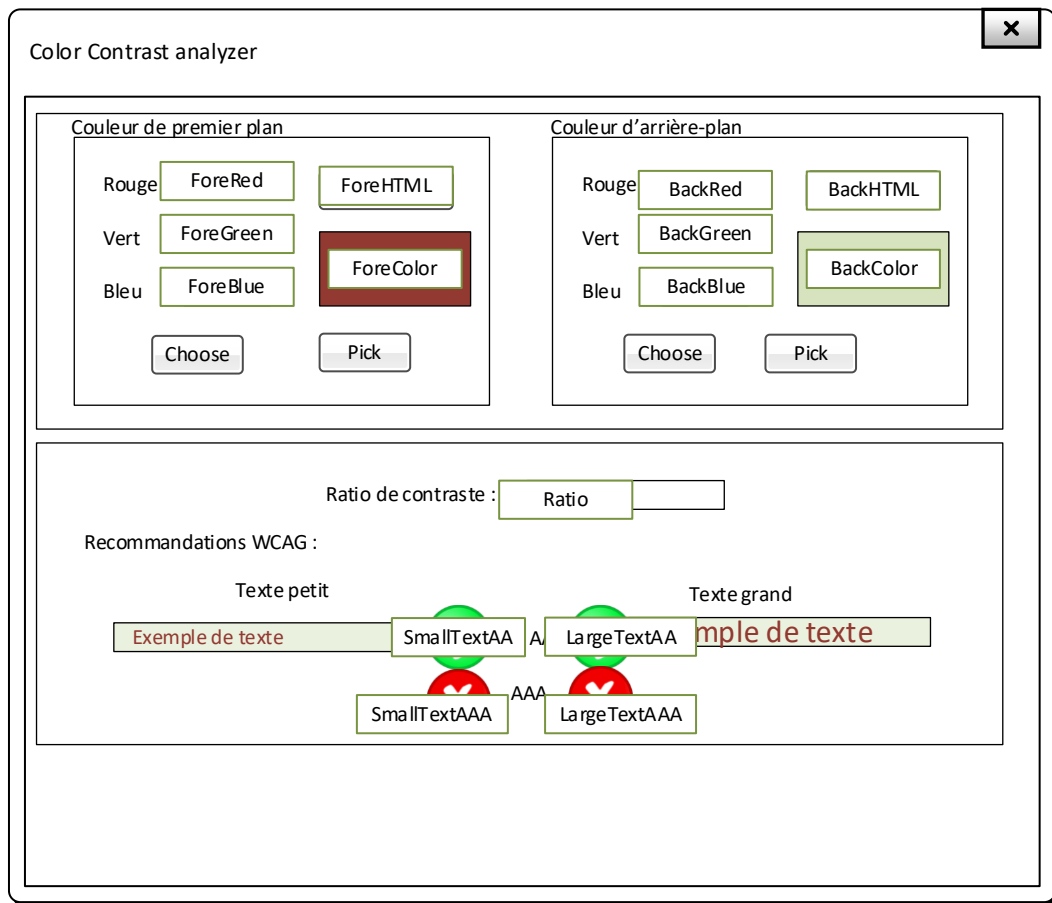 Color Contrast analyzer
Couleur de premier plan
Rouge ForeRed ForeHTML
Vert ForeGreen
ForeColor
Bleu ForeBlue
Choose Pick
Couleur d'arrière-plan
Rouge BackRed BackHTML
Vert BackGreen
BackColor
Bleu BackBlue
Choose Pick
Ratio de contraste : Ratio
Recommandations WCAG :
Texte petit
Texte grand
Exemple de texte SmallTextAA LargeTextAA mple de texte
SmallTextAAA AAA LargeTextAAA